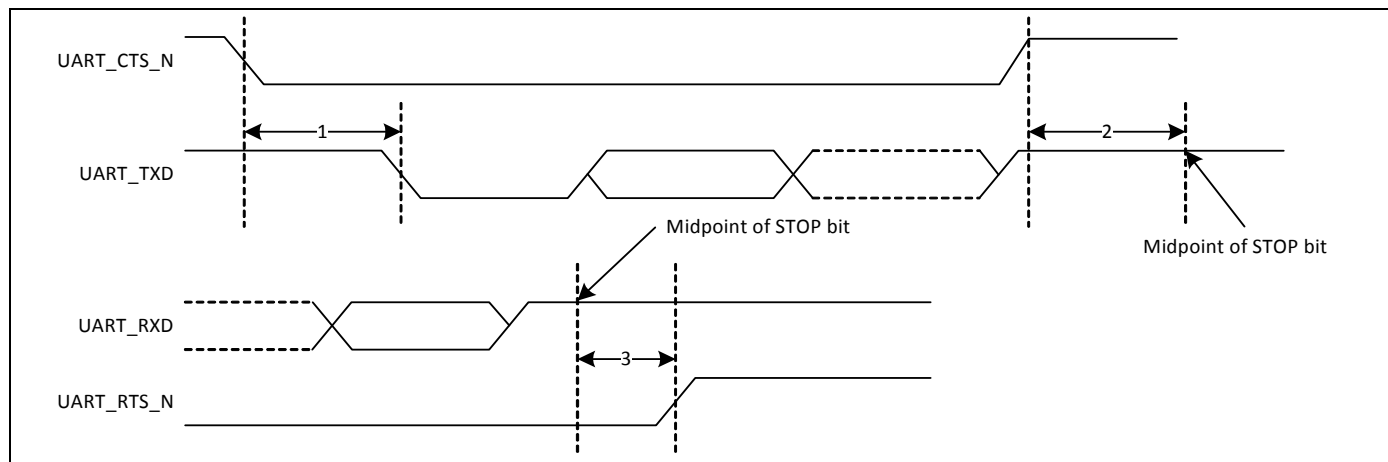 UART_CTS_N
1
2
UART_TXD
Midpoint of STOP bit
Midpoint of STOP bit
UART_RXD
3
UART_RTS_N